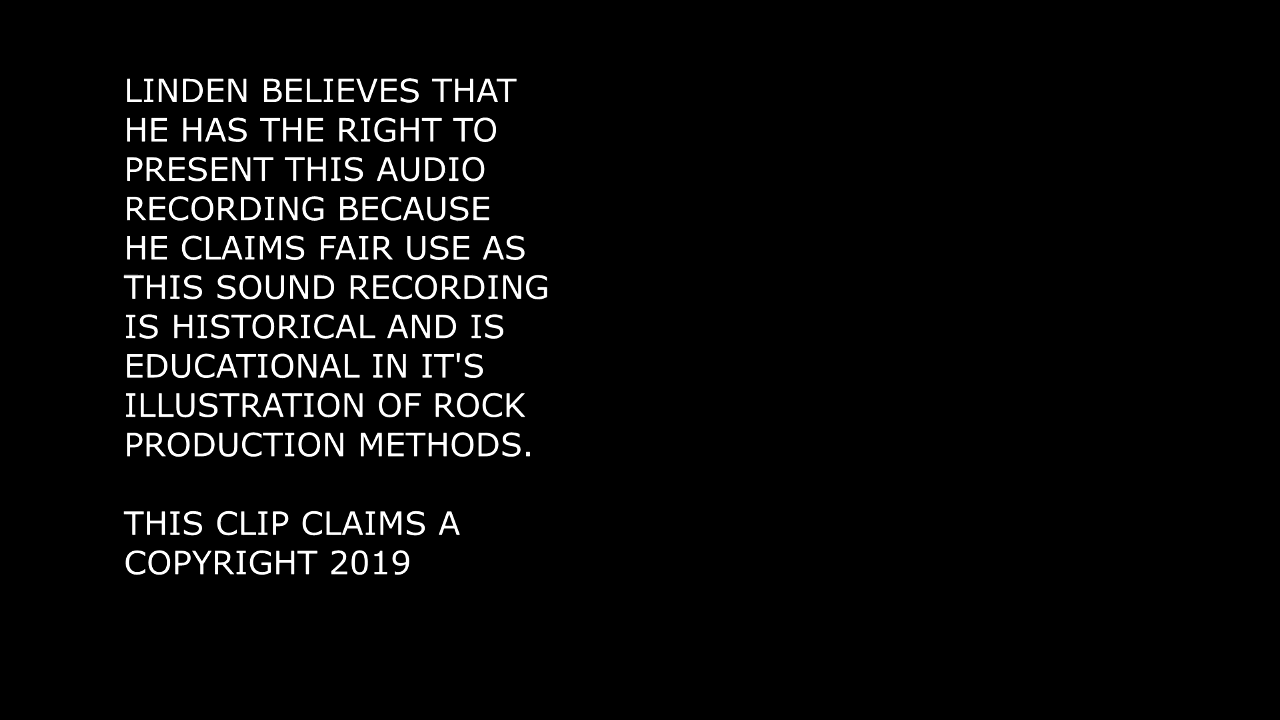 LINDEN BELIEVES THAT
HE HAS THE RIGHT TO
PRESENT THIS AUDIO
RECORDING BECAUSE
HE CLAIMS FAIR USE AS
THIS SOUND RECORDING
IS HISTORICAL AND IS
EDUCATIONAL IN IT'S
ILLUSTRATION OF ROCK
PRODUCTION METHODS.
THIS CLIP CLAIMS A
COPYRIGHT 2019